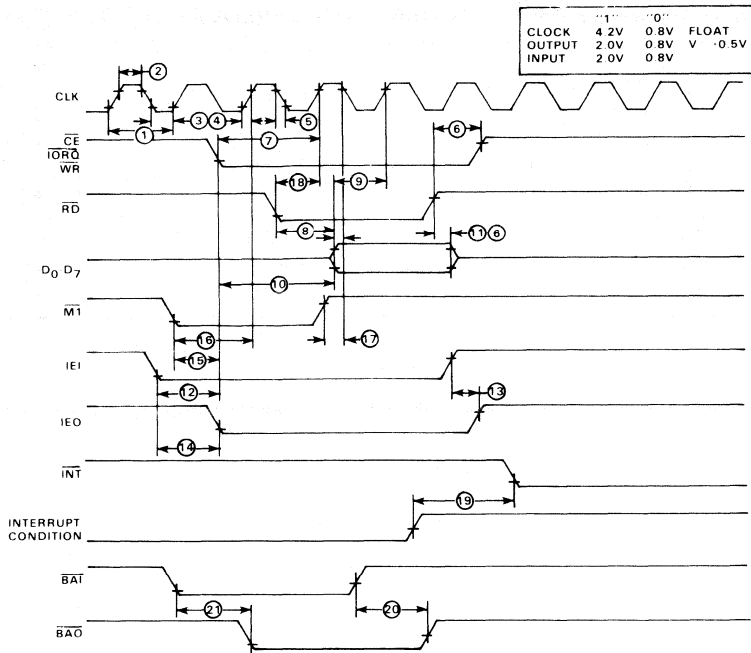 "1" "0"
CLOCK 4.2V 0.8V FLOAT
OUTPUT 2.0V 0.8V V ·0.5V
INPUT 2.0V 0.8V
2
CLK
1
3 4
5
CE
IORQ
WR
7
6
18
9
RD
8
11 6
D0 D7
10
M1
16
17
15
IEI
12
13
IEO
14
INT
19
INTERRUPT
CONDITION
BAI
21
20
BAO